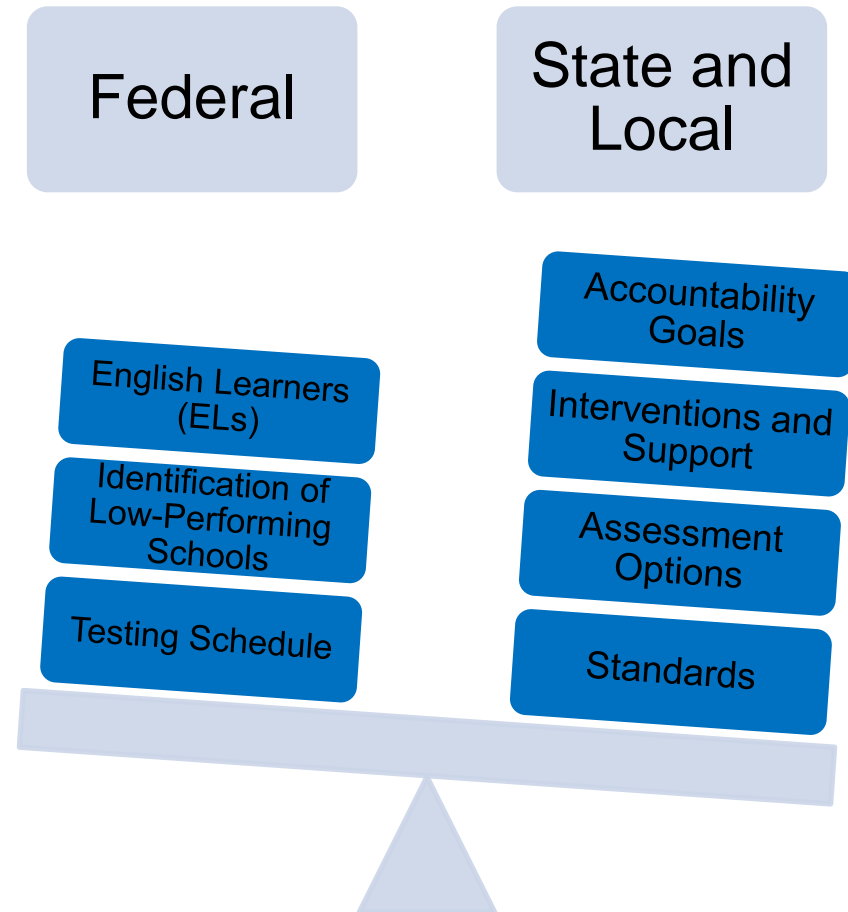 Federal
State and
Local
English Learners
(ELs)
Identification of
Low-Performing
Schools
Testing Schedule
Accountability
Goals
Interventions and
Support
Assessment
Options
Standards